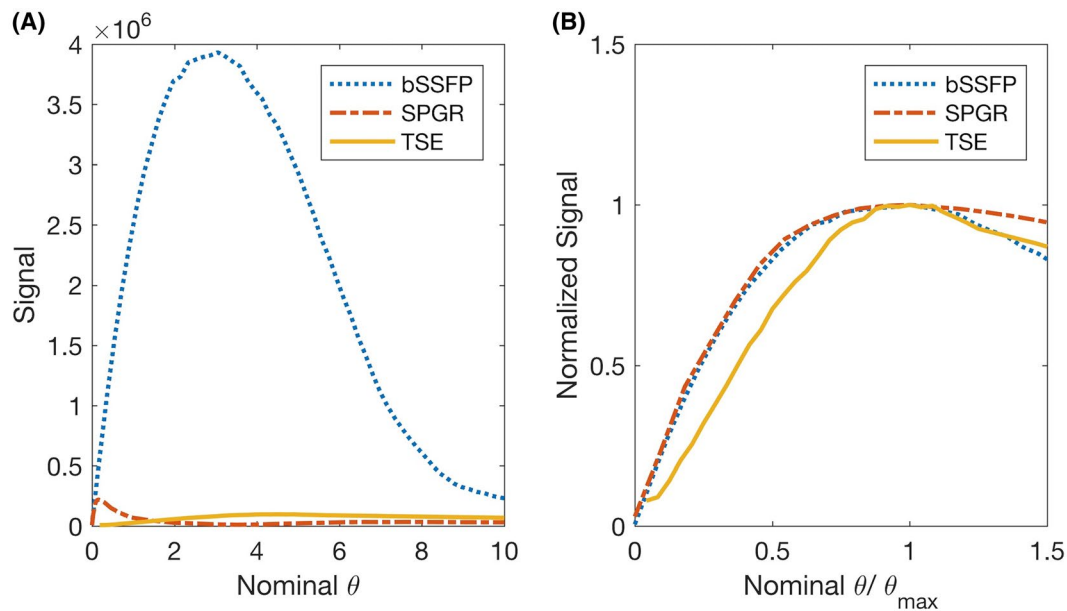 (A)
×10⁶
4
3.5
3
2.5
2
1.5
1
0.5
0
0 2 4 6 8 10
Signal
Nominal θ
bSSFP
SPGR
TSE
(B)
1.5
1
0.5
0
0 0.5 1 1.5
Normalized Signal
Nominal θ/ θmax
bSSFP
SPGR
TSE